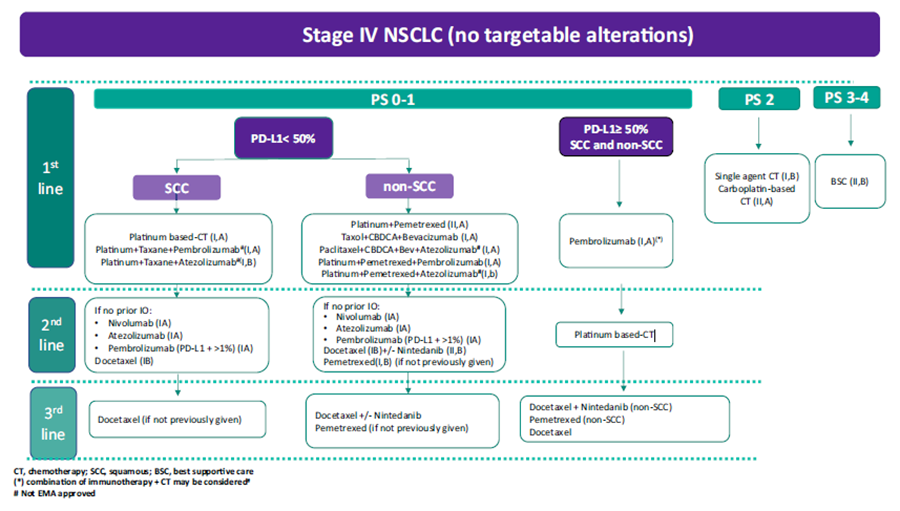 Stage IV NSCLC (no targetable alterations)
1st
line
PS 0-1
PS 2
PS 3-4
PD-L1< 50%
PD-L1≥ 50%
SCC and non-SCC
SCC
non-SCC
Platinum based-CT (I,A)
Platinum+Taxane+Pembrolizumab#(I,A)
Platinum+Taxane+Atezolizumab#(I,B)
Platinum+Pemetrexed (II,A)
Taxol+CBDCA+Bevacizumab (I,A)
Paclitaxel+CBDCA+Bev+Atezolizumab# (I,A)
Platinum+Pemetrexed+Pembrolizumab(I,A)
Platinum+Pemetrexed+Atezolizumab#(I,b)
Pembrolizumab (I,A)(*)
Single agent CT (I,B)
Carboplatin-based
CT (II,A)
BSC (II,B)
2nd
line
If no prior IO:
• Nivolumab (IA)
• Atezolizumab (IA)
• Pembrolizumab (PD-L1 + >1%) (IA)
Docetaxel (IB)
If no prior IO:
• Nivolumab (IA)
• Atezolizumab (IA)
• Pembrolizumab (PD-L1 + >1%) (IA)
Docetaxel (IB)+/- Nintedanib (II,B)
Pemetrexed(I,B) (if not previously given)
Platinum based-CT
3rd
line
Docetaxel (if not previously given)
Docetaxel +/- Nintedanib
Pemetrexed (if not previously given)
Docetaxel + Nintedanib (non-SCC)
Pemetrexed (non-SCC)
Docetaxel
CT, chemotherapy; SCC, squamous; BSC, best supportive care
(*) combination of immunotherapy + CT may be considered#
# Not EMA approved